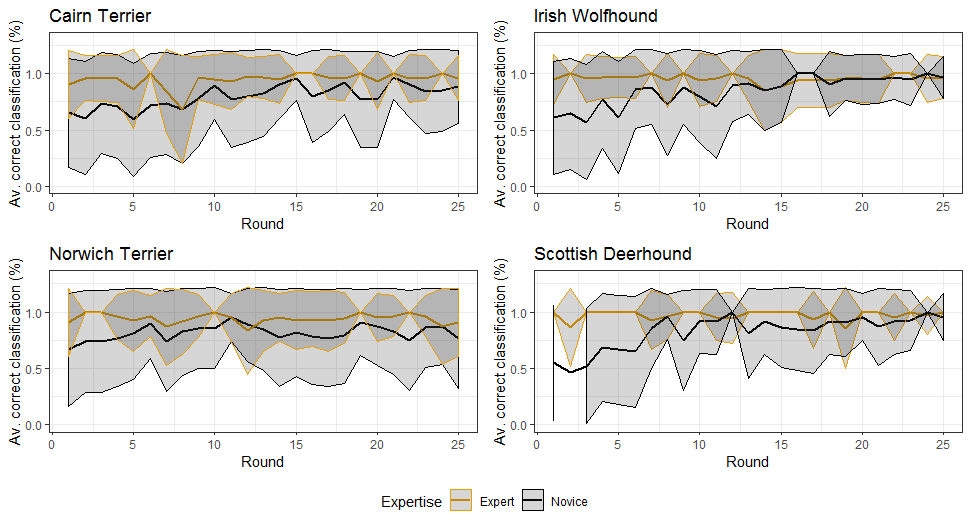 Cairn Terrier
Av. correct classification (%)
1.0
0.5
0.0
0 5 10 15 20 25
Round
Irish Wolfhound
Av. correct classification (%)
1.0
0.5
0.0
0 5 10 15 20 25
Round
Norwich Terrier
Av. correct classification (%)
1.0
0.5
0.0
0 5 10 15 20 25
Round
Scottish Deerhound
Av. correct classification (%)
1.0
0.5
0.0
0 5 10 15 20 25
Round
Expertise Expert Novice